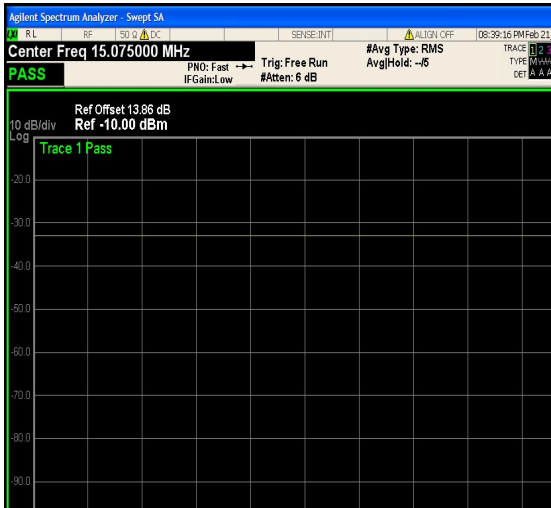 Agilent Spectrum Analyzer - Swept SA
RL RF 50 Ω DC SENSE:INT ALIGN OFF 08:39:16 PM Feb 21
Center Freq 15.075000 MHz #Avg Type: RMS TRACE 1 2 3
PASS PNO: Fast Trig: Free Run Avg|Hold: --/5 TYPE M
IFGain:Low #Atten: 6 dB DET A A A
Ref Offset 13.86 dB
10 dB/div Ref -10.00 dBm
Log
Trace 1 Pass
-20.0
-30.0
-40.0
-50.0
-60.0
-70.0
-80.0
-90.0